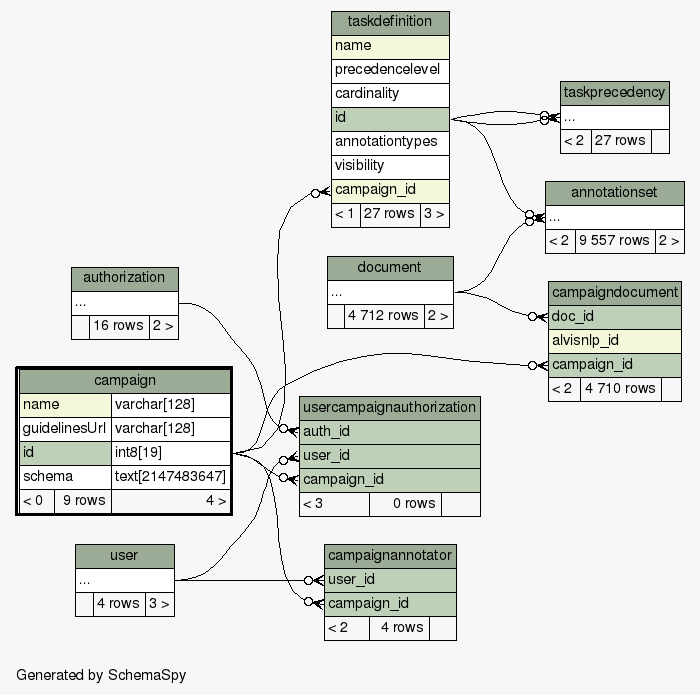 taskdefinition
name
precedencelevel
cardinality
id
annotationtypes
visibility
campaign_id
< 1 27 rows 3 >
taskprecedency
...
< 2 27 rows
annotationset
...
< 2 9 557 rows 2 >
document
...
4 712 rows 2 >
campaigndocument
doc_id
alvisnlp_id
campaign_id
< 2 4 710 rows
authorization
...
16 rows 2 >
campaign
name varchar[128]
guidelinesUrl varchar[128]
id int8[19]
schema text[2147483647]
< 0 9 rows 4 >
usercampaignauthorization
auth_id
user_id
campaign_id
< 3 0 rows
user
...
4 rows 3 >
campaignannotator
user_id
campaign_id
< 2 4 rows
Generated by SchemaSpy